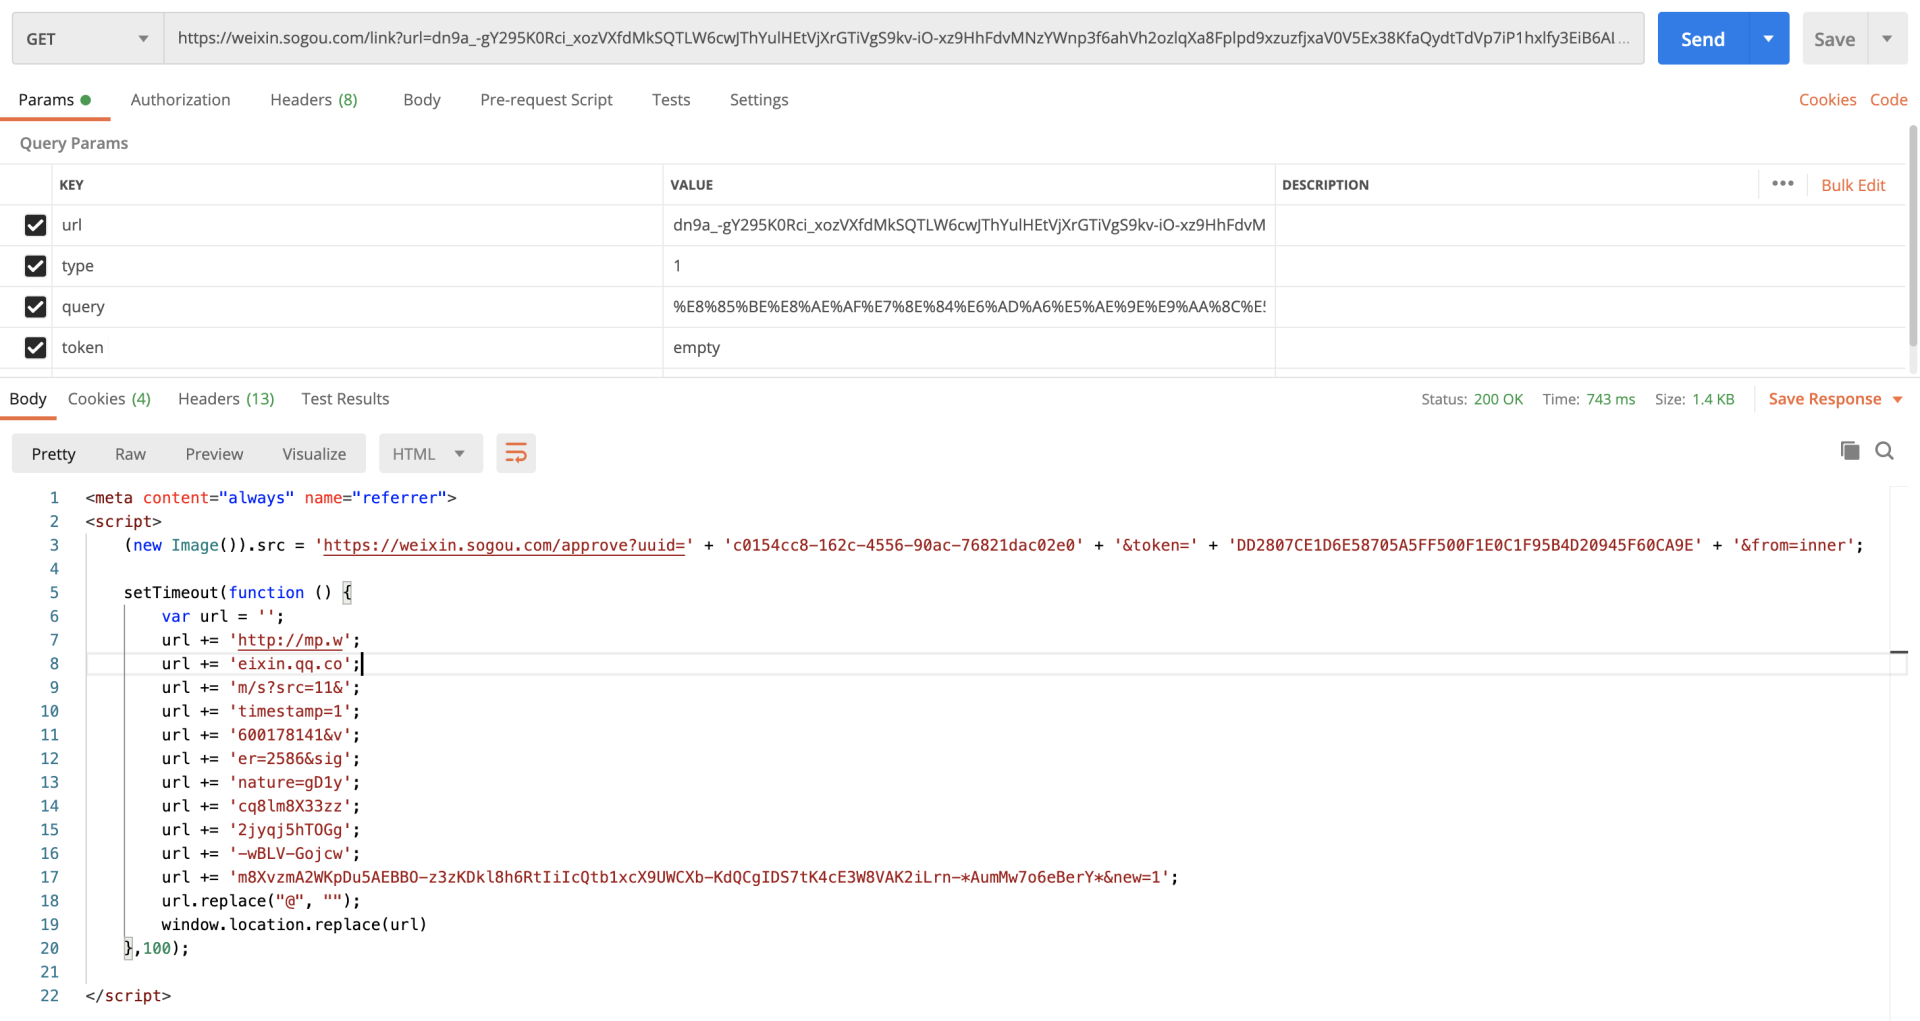 GET https://weixin.sogou.com/link?url=dn9a_-gY295K0Rci_xozVXfdMkSQTLW6cwJThYulHEtVjXrGTiVgS9kv-iO-xz9HhFdvMNzYWnp3f6ahVh2ozlqXa8Fplpd9xzuzfjxaV0V5Ex38KfaQydtTdVp7iP1hxlfy3EiB6AL... Send Save
Params Authorization Headers (8) Body Pre-request Script Tests Settings Cookies Code
Query Params
KEY VALUE DESCRIPTION ••• Bulk Edit
url dn9a_-gY295K0Rci_xozVXfdMkSQTLW6cwJThYulHEtVjXrGTiVgS9kv-iO-xz9HhFdvM
type 1
query %E8%85%BE%E8%AE%AF%E7%8E%84%E6%AD%A6%E5%AE%9E%E9%AA%8C%E5
token empty
Body Cookies (4) Headers (13) Test Results Status: 200 OK Time: 743 ms Size: 1.4 KB Save Response
Pretty Raw Preview Visualize HTML
1 <meta content="always" name="referrer">
2 <script>
3 (new Image()).src = 'https://weixin.sogou.com/approve?uuid=' + 'c0154cc8-162c-4556-90ac-76821dac02e0' + '&token=' + 'DD2807CE1D6E58705A5FF500F1E0C1F95B4D20945F60CA9E' + '&from=inner';
4
5 setTimeout(function () {
6 var url = '';
7 url += 'http://mp.w';
8 url += 'eixin.qq.co';
9 url += 'm/s?src=11&';
10 url += 'timestamp=1';
11 url += '600178141&v';
12 url += 'er=2586&sig';
13 url += 'nature=gD1y';
14 url += 'cq8lm8X33zz';
15 url += '2jyqj5hTOGg';
16 url += '-wBLV-Gojcw';
17 url += 'm8XvzmA2WKpDu5AEBBO-z3zKDkl8h6RtIiIcQtb1xcX9UWCXb-KdQCgIDS7tK4cE3W8VAK2iLrn-*AumMw7o6eBerY*&new=1';
18 url.replace("@", "");
19 window.location.replace(url)
20 },100);
21
22 </script>